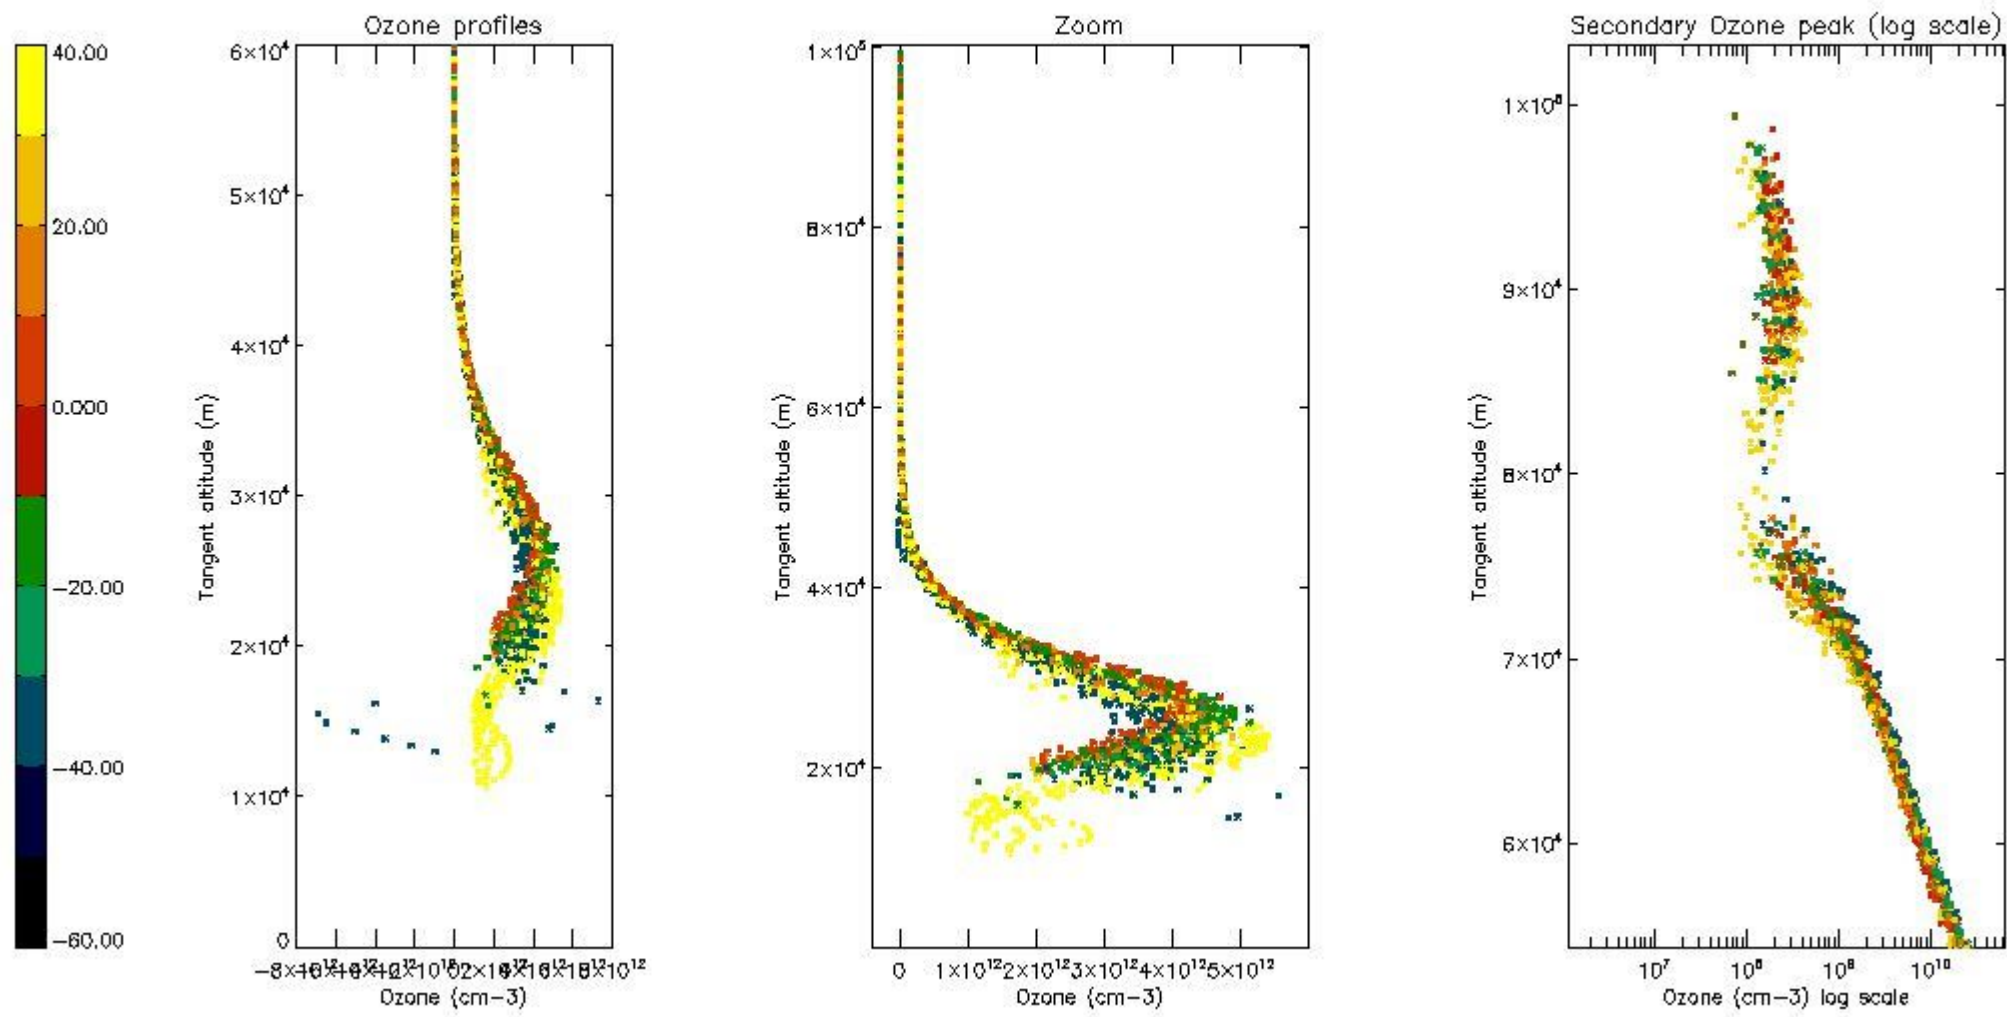 Ozone profiles
Zoom
Secondary Ozone peak (log scale)
40.00
20.00
0.000
−20.00
−40.00
−60.00
6×10⁴
5×10⁴
4×10⁴
3×10⁴
2×10⁴
1×10⁴
0
Tangent altitude (m)
Ozone (cm−3)
1×10⁵
8×10⁴
6×10⁴
4×10⁴
2×10⁴
Tangent altitude (m)
0 1×10¹² 2×10¹² 3×10¹² 4×10¹² 5×10¹²
Ozone (cm−3)
9×10⁴
8×10⁴
7×10⁴
6×10⁴
Tangent altitude (m)
10⁷ 10⁸ 10⁹ 10¹⁰
Ozone (cm−3) log scale